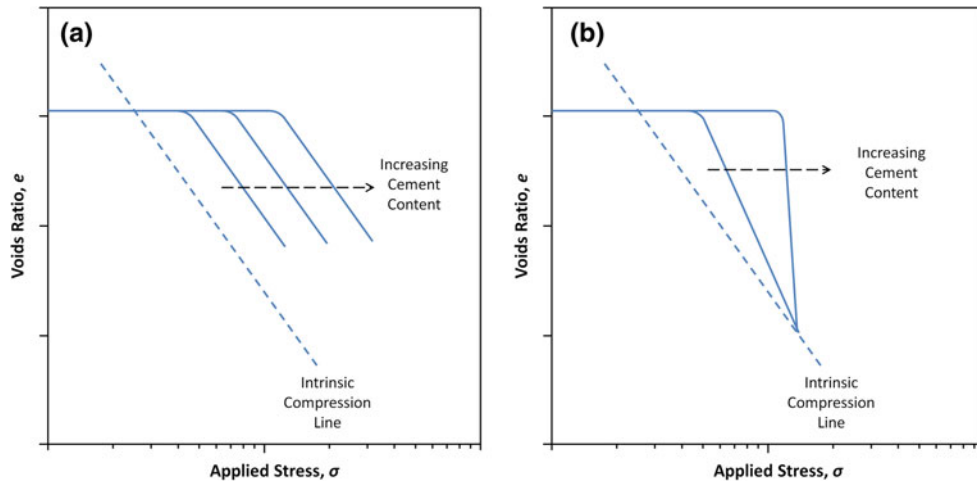 (a)
Voids Ratio, e
Increasing
Cement
Content
Intrinsic
Compression
Line
Applied Stress, σ
(b)
Voids Ratio, e
Increasing
Cement
Content
Intrinsic
Compression
Line
Applied Stress, σ